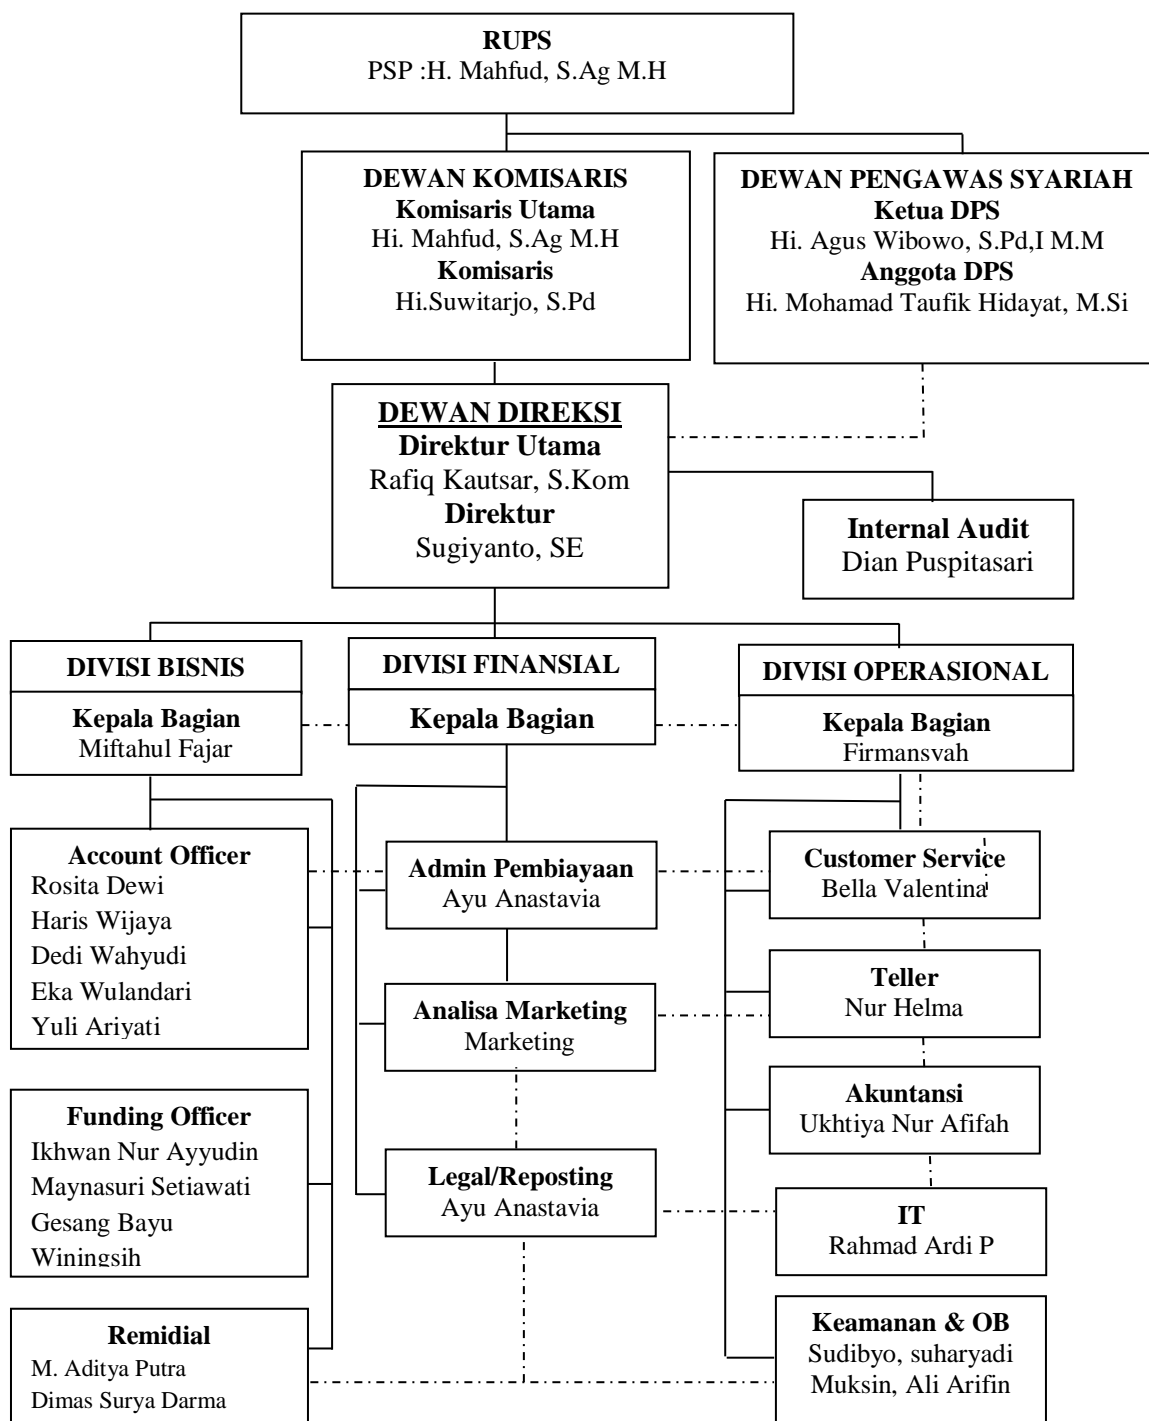 RUPS
PSP :H. Mahfud, S.Ag M.H
DEWAN KOMISARIS
Komisaris Utama
Hi. Mahfud, S.Ag M.H
Komisaris
Hi.Suwitarjo, S.Pd
DEWAN PENGAWAS SYARIAH
Ketua DPS
Hi. Agus Wibowo, S.Pd,I M.M
Anggota DPS
Hi. Mohamad Taufik Hidayat, M.Si
DEWAN DIREKSI
Direktur Utama
Rafiq Kautsar, S.Kom
Direktur
Sugiyanto, SE
Internal Audit
Dian Puspitasari
DIVISI BISNIS
Kepala Bagian
Miftahul Fajar
DIVISI FINANSIAL
Kepala Bagian
DIVISI OPERASIONAL
Kepala Bagian
Firmansyah
Account Officer
Rosita Dewi
Haris Wijaya
Dedi Wahyudi
Eka Wulandari
Yuli Ariyati
Admin Pembiayaan
Ayu Anastavia
Customer Service
Bella Valentina
Analisa Marketing
Marketing
Teller
Nur Helma
Funding Officer
Ikhwan Nur Ayyudin
Maynasuri Setiawati
Gesang Bayu
Winingsih
Akuntansi
Ukhtiya Nur Afifah
Legal/Reposting
Ayu Anastavia
IT
Rahmad Ardi P
Remidial
M. Aditya Putra
Dimas Surya Darma
Keamanan & OB
Sudibyo, suharyadi
Muksin, Ali Arifin